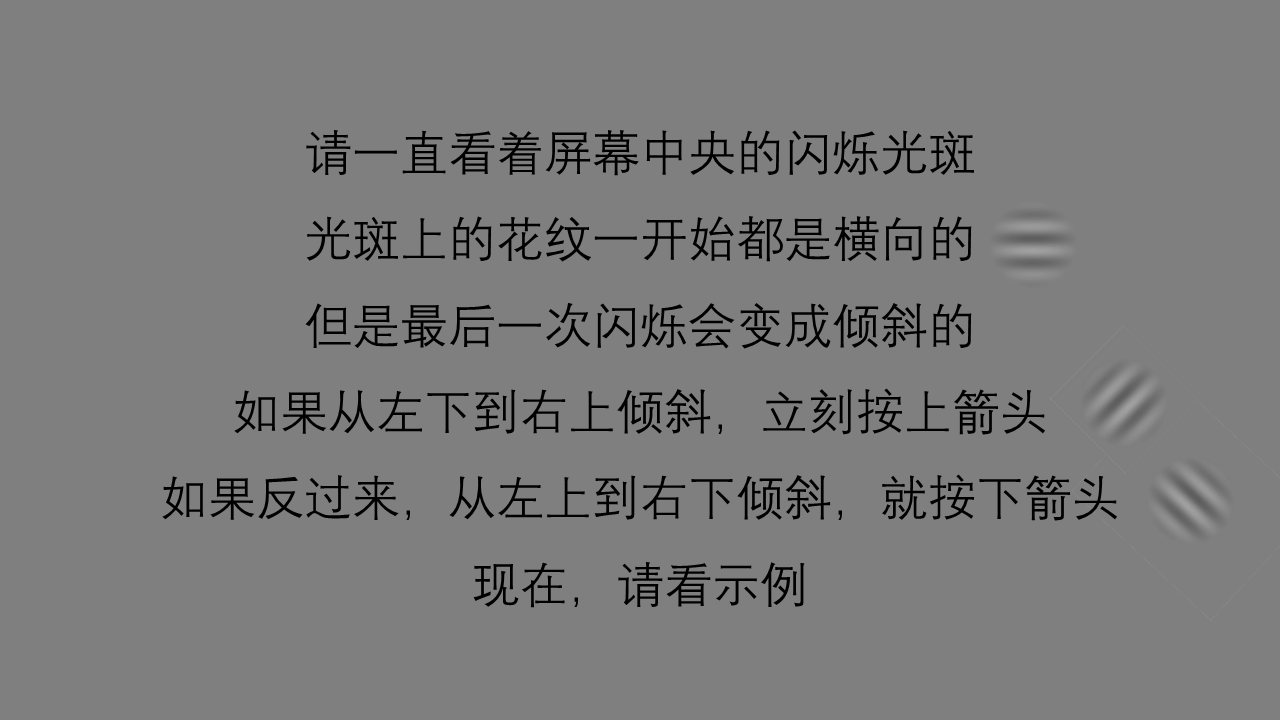 请一直看着屏幕中央的闪烁光斑
光斑上的花纹一开始都是横向的
但是最后一次闪烁会变成倾斜的
如果从左下到右上倾斜，立刻按上箭头
如果反过来，从左上到右下倾斜，就按下箭头
现在，请看示例